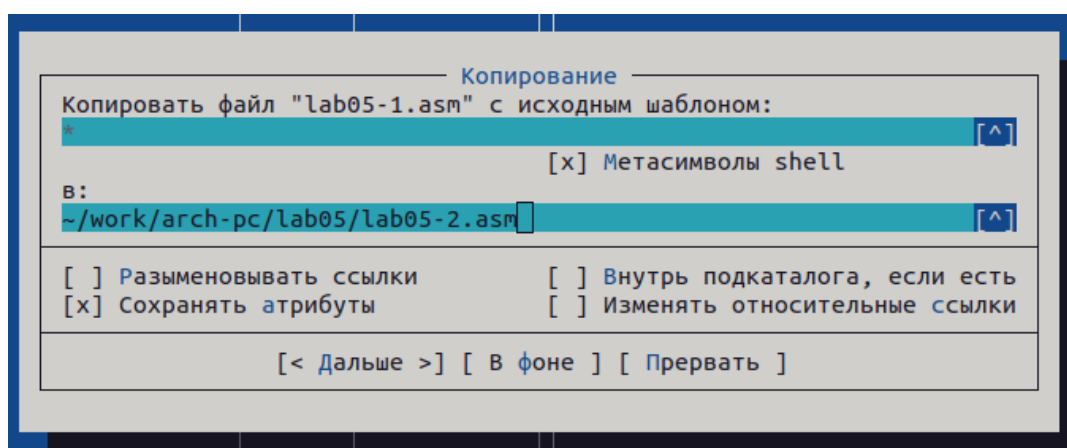 Копирование
Копировать файл "lab05-1.asm" с исходным шаблоном:
* [^]
[x] Метасимволы shell
в:
~/work/arch-pc/lab05/lab05-2.asm [^]
[ ] Разыменовывать ссылки [ ] Внутрь подкаталога, если есть
[x] Сохранять атрибуты [ ] Изменять относительные ссылки
[< Дальше >] [ В фоне ] [ Прервать ]